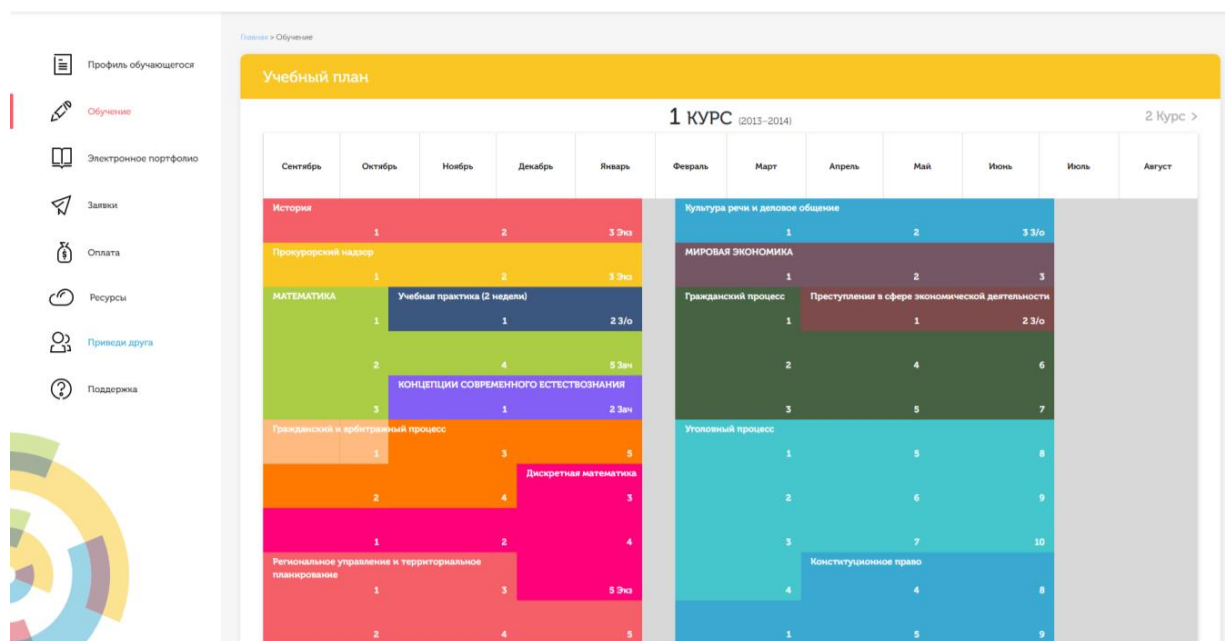 Главная > Обучение
Профиль обучающегося
Обучение
Электронное портфолио
Заявки
Оплата
Ресурсы
Приведи друга
Поддержка
Учебный план
1 КУРС (2013–2014)
2 Курс >
Сентябрь Октябрь Ноябрь Декабрь Январь Февраль Март Апрель Май Июнь Июль Август
История Культура речи и деловое общение
1 2 3 Экз 1 2 3 З/о
Прокурорский надзор МИРОВАЯ ЭКОНОМИКА
1 2 3 Экз 1 2 3
МАТЕМАТИКА Учебная практика (2 недели) Гражданский процесс Преступления в сфере экономической деятельности
1 1 2 З/о 1 1 2 З/о
2 4 5 Зач 2 4 6
КОНЦЕПЦИИ СОВРЕМЕННОГО ЕСТЕСТВОЗНАНИЯ
3 1 2 Зач 3 5 7
Гражданский и арбитражный процесс Уголовный процесс
1 3 5 1 5 8
Дискретная математика
2 4 3 2 6 9
1 2 4 3 7 10
Региональное управление и территориальное Конституционное право
планирование
1 3 5 Экз 4 4 8
2 4 5 1 5 9